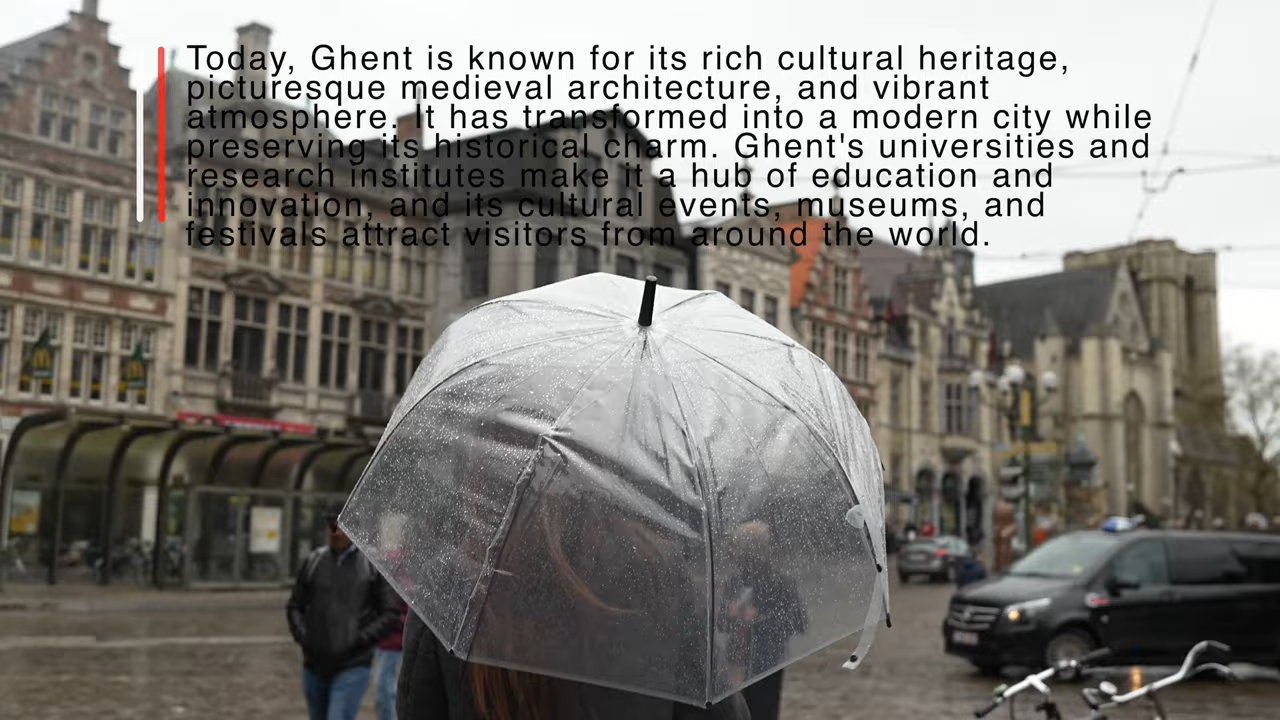 Today, Ghent is known for its rich cultural heritage,
picturesque medieval architecture, and vibrant
atmosphere. It has transformed into a modern city while
preserving its historical charm. Ghent's universities and
research institutes make it a hub of education and
innovation, and its cultural events, museums, and
festivals attract visitors from around the world.